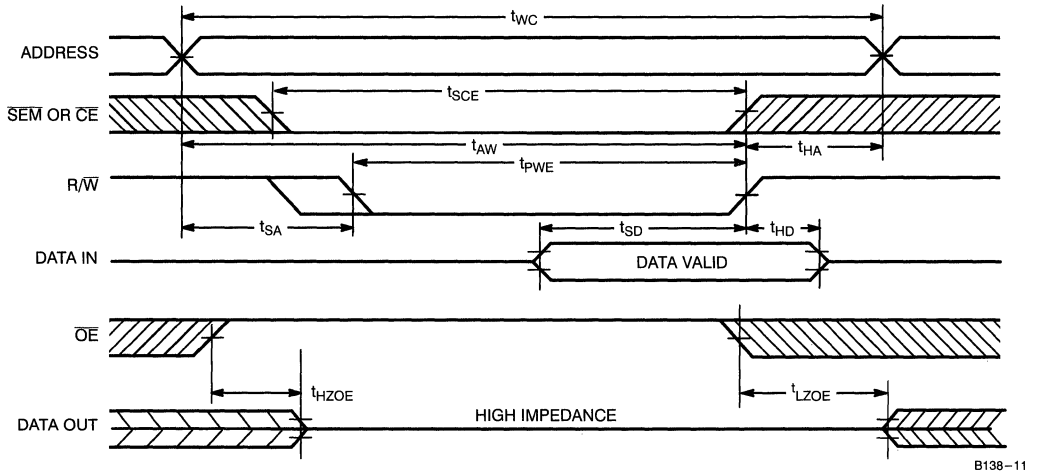 tWC
ADDRESS
tSCE
SEM OR CE
tAW
tHA
tPWE
R/W
tSA
tSD
tHD
DATA IN
DATA VALID
OE
tHZOE
tLZOE
HIGH IMPEDANCE
DATA OUT
B138–11